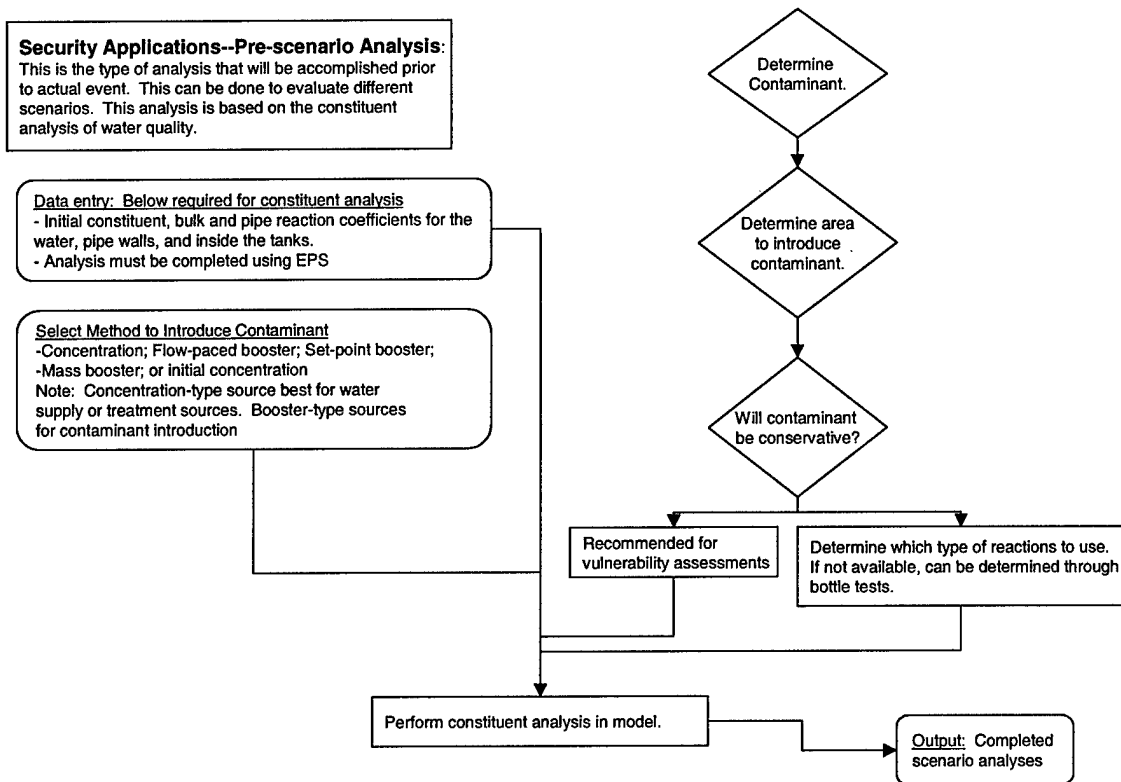 Security Applications--Pre-scenario Analysis:
This is the type of analysis that will be accomplished prior
to actual event. This can be done to evaluate different
scenarios. This analysis is based on the constituent
analysis of water quality.
Data entry: Below required for constituent analysis
- Initial constituent, bulk and pipe reaction coefficients for the
water, pipe walls, and inside the tanks.
- Analysis must be completed using EPS
Select Method to Introduce Contaminant
-Concentration; Flow-paced booster; Set-point booster;
-Mass booster; or initial concentration
Note: Concentration-type source best for water
supply or treatment sources. Booster-type sources
for contaminant introduction
Determine
Contaminant.
Determine area
to introduce
contaminant.
Will contaminant
be conservative?
Recommended for
vulnerability assessments
Determine which type of reactions to use.
If not available, can be determined through
bottle tests.
Perform constituent analysis in model.
Output: Completed
scenario analyses